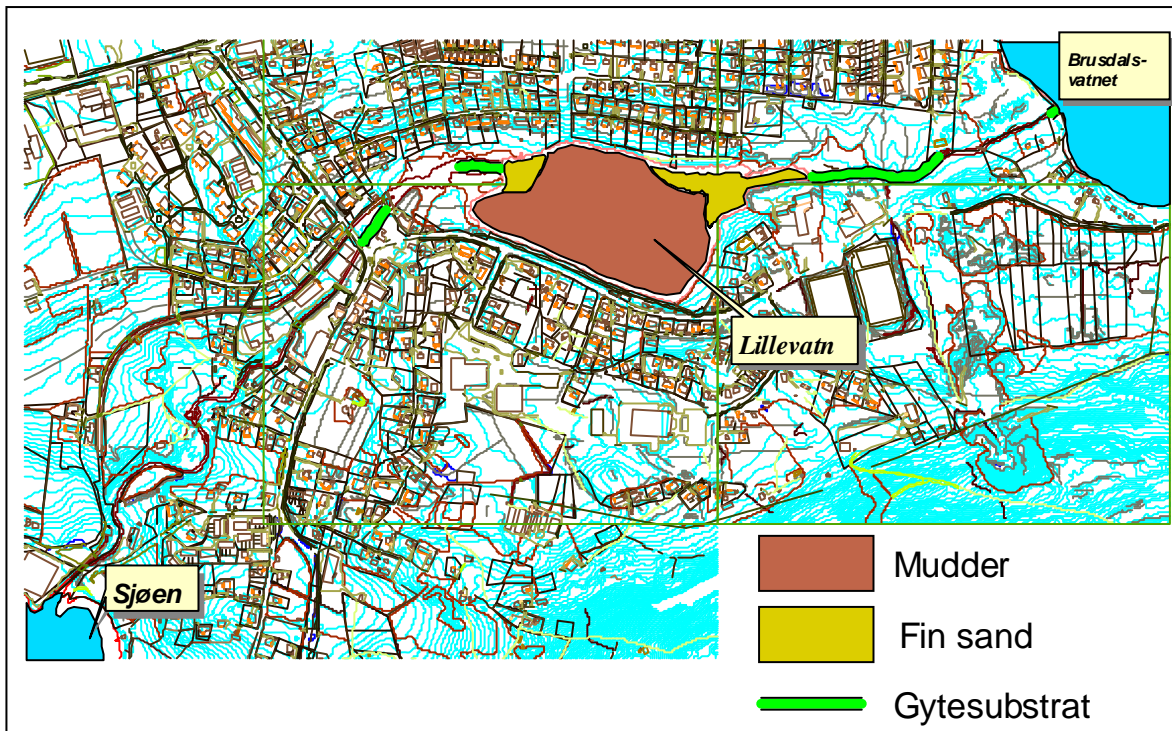 Brusdals-
vatnet
Lillevatn
Sjøen
Mudder
Fin sand
Gytesubstrat